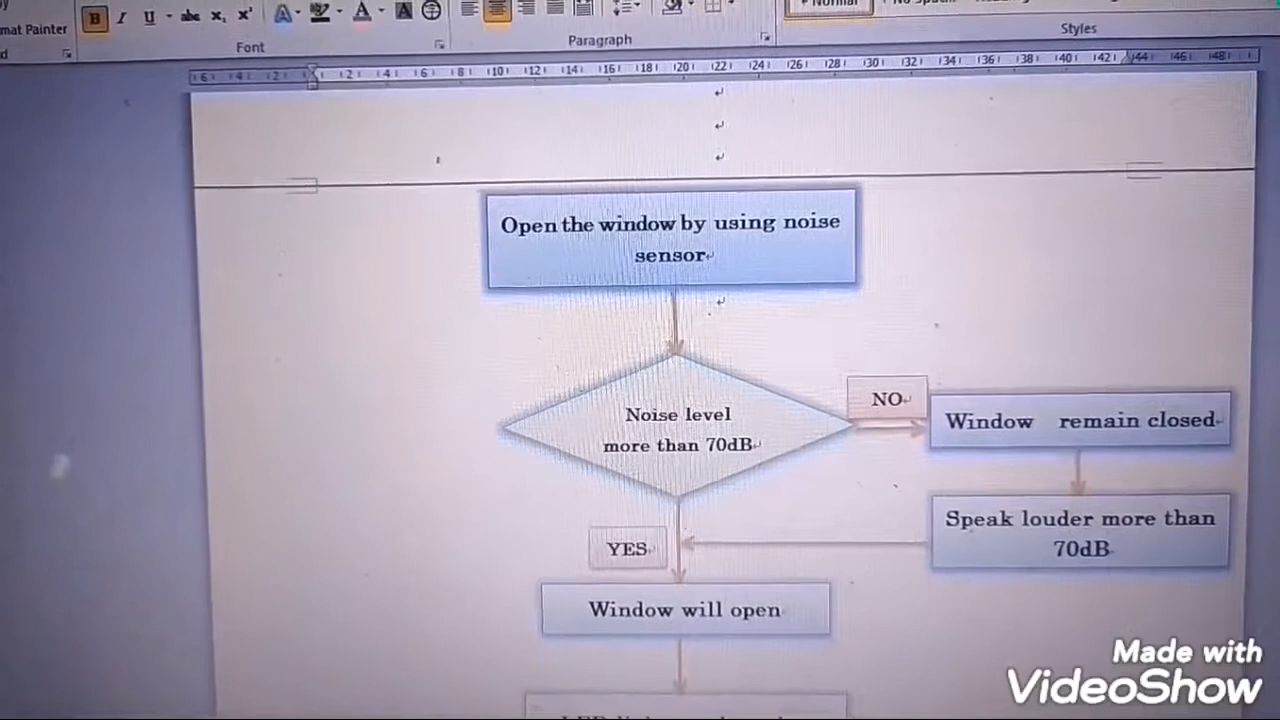 mat Painter
Font
Paragraph
Styles
Open the window by using noise
sensor
Noise level
more than 70dB
NO
Window remain closed
Speak louder more than
70dB
YES
Window will open
Made with
VideoShow